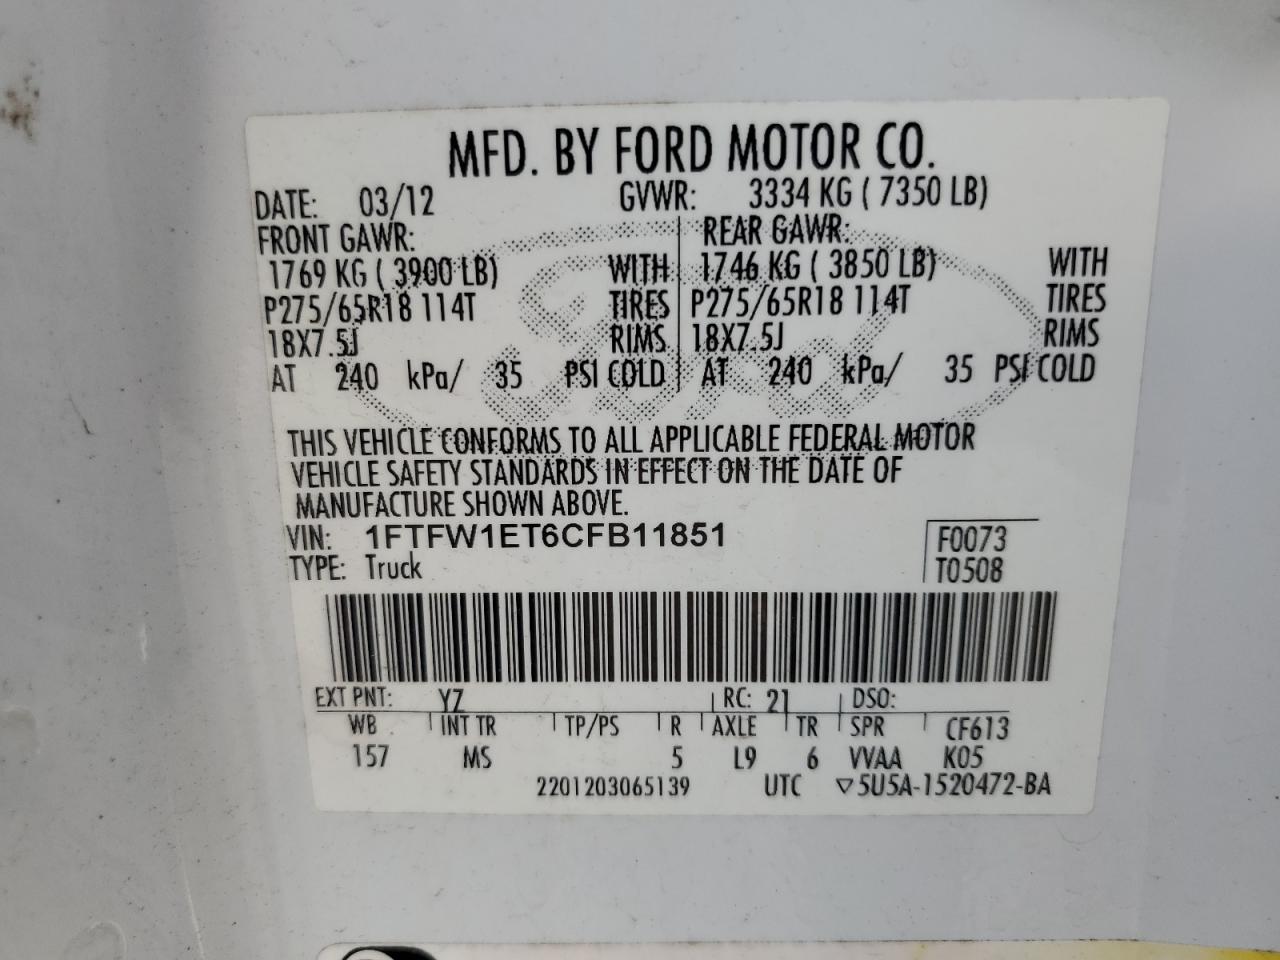 MFD. BY FORD MOTOR CO.
DATE: 03/12 GVWR: 3334 KG ( 7350 LB)
FRONT GAWR: REAR GAWR:
1769 KG ( 3900 LB) WITH 1746 KG ( 3850 LB) WITH
P275/65R18 114T TIRES P275/65R18 114T TIRES
18X7.5J RIMS 18X7.5J RIMS
AT 240 kPa/ 35 PSI COLD AT 240 kPa/ 35 PSI COLD
THIS VEHICLE CONFORMS TO ALL APPLICABLE FEDERAL MOTOR
VEHICLE SAFETY STANDARDS IN EFFECT ON THE DATE OF
MANUFACTURE SHOWN ABOVE.
VIN: 1FTFW1ET6CFB11851 F0073
TYPE: Truck T0508
EXT PNT: YZ RC: 21 DSO:
WB INT TR TP/PS R AXLE TR SPR CF613
157 MS 5 L9 6 VVAA K05
2201203065139 UTC ▽5U5A-1520472-BA
Ford